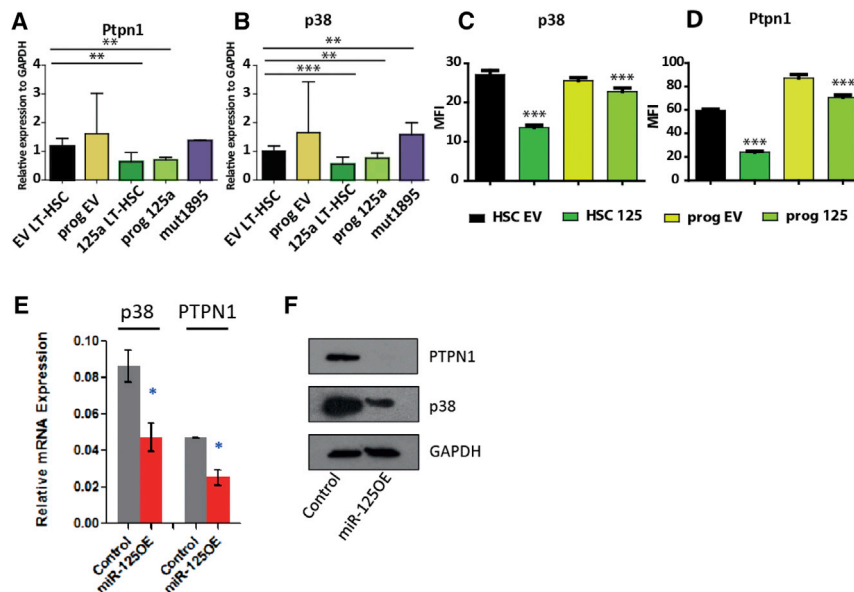 A
Ptpn1
Relative expression to GAPDH
**
**
4
3
2
1
0
EV LT-HSC
prog EV
125a LT-HSC
prog 125a
mut1895
B
p38
Relative expression to GAPDH
**
**
***
4
3
2
1
0
EV LT-HSC
prog EV
125a LT-HSC
prog 125a
mut1895
C
p38
MFI
30
20
10
0
***
***
D
Ptpn1
MFI
100
80
60
40
20
0
***
***
HSC EV
HSC 125
prog EV
prog 125
E
p38
PTPN1
Relative mRNA Expression
0.10
0.08
0.06
0.04
0.02
0.00
*
*
Control
miR-125OE
Control
miR-125OE
F
PTPN1
p38
GAPDH
Control
miR-125OE